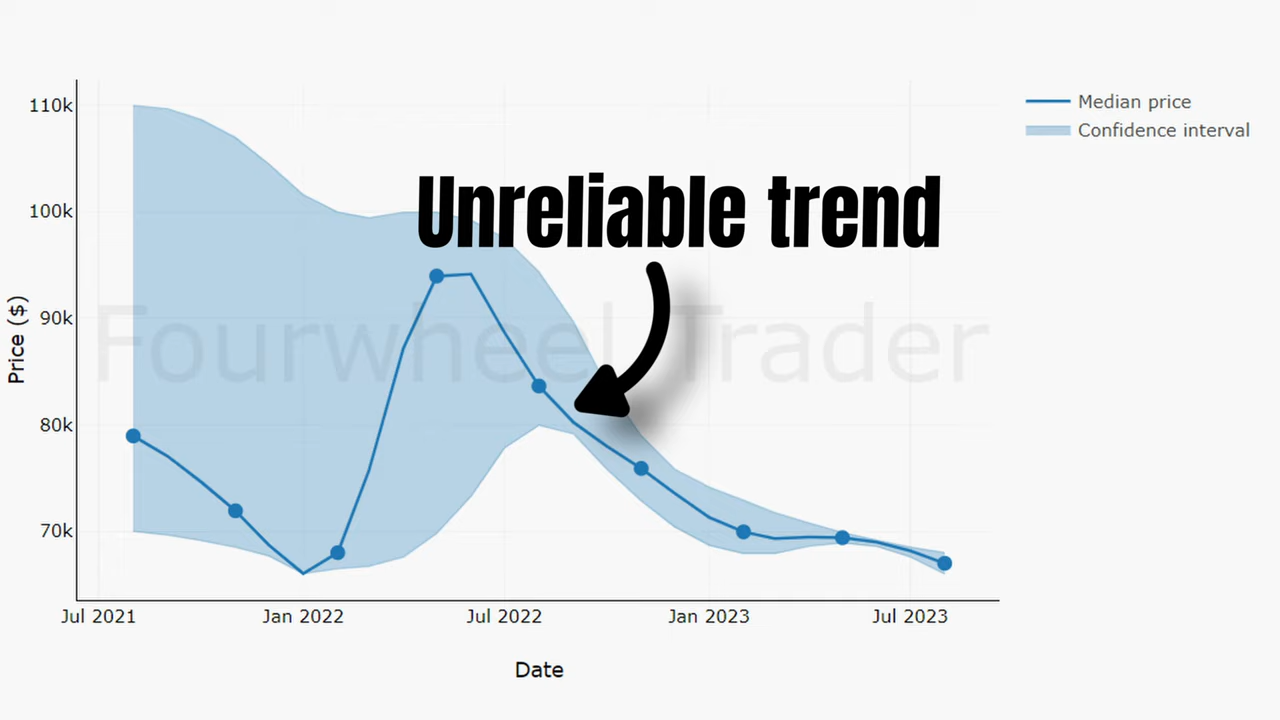 Median price
Confidence interval
Unreliable trend
Fourwheel Trader
Price ($)
110k
100k
90k
80k
70k
Jul 2021
Jan 2022
Jul 2022
Jan 2023
Jul 2023
Date